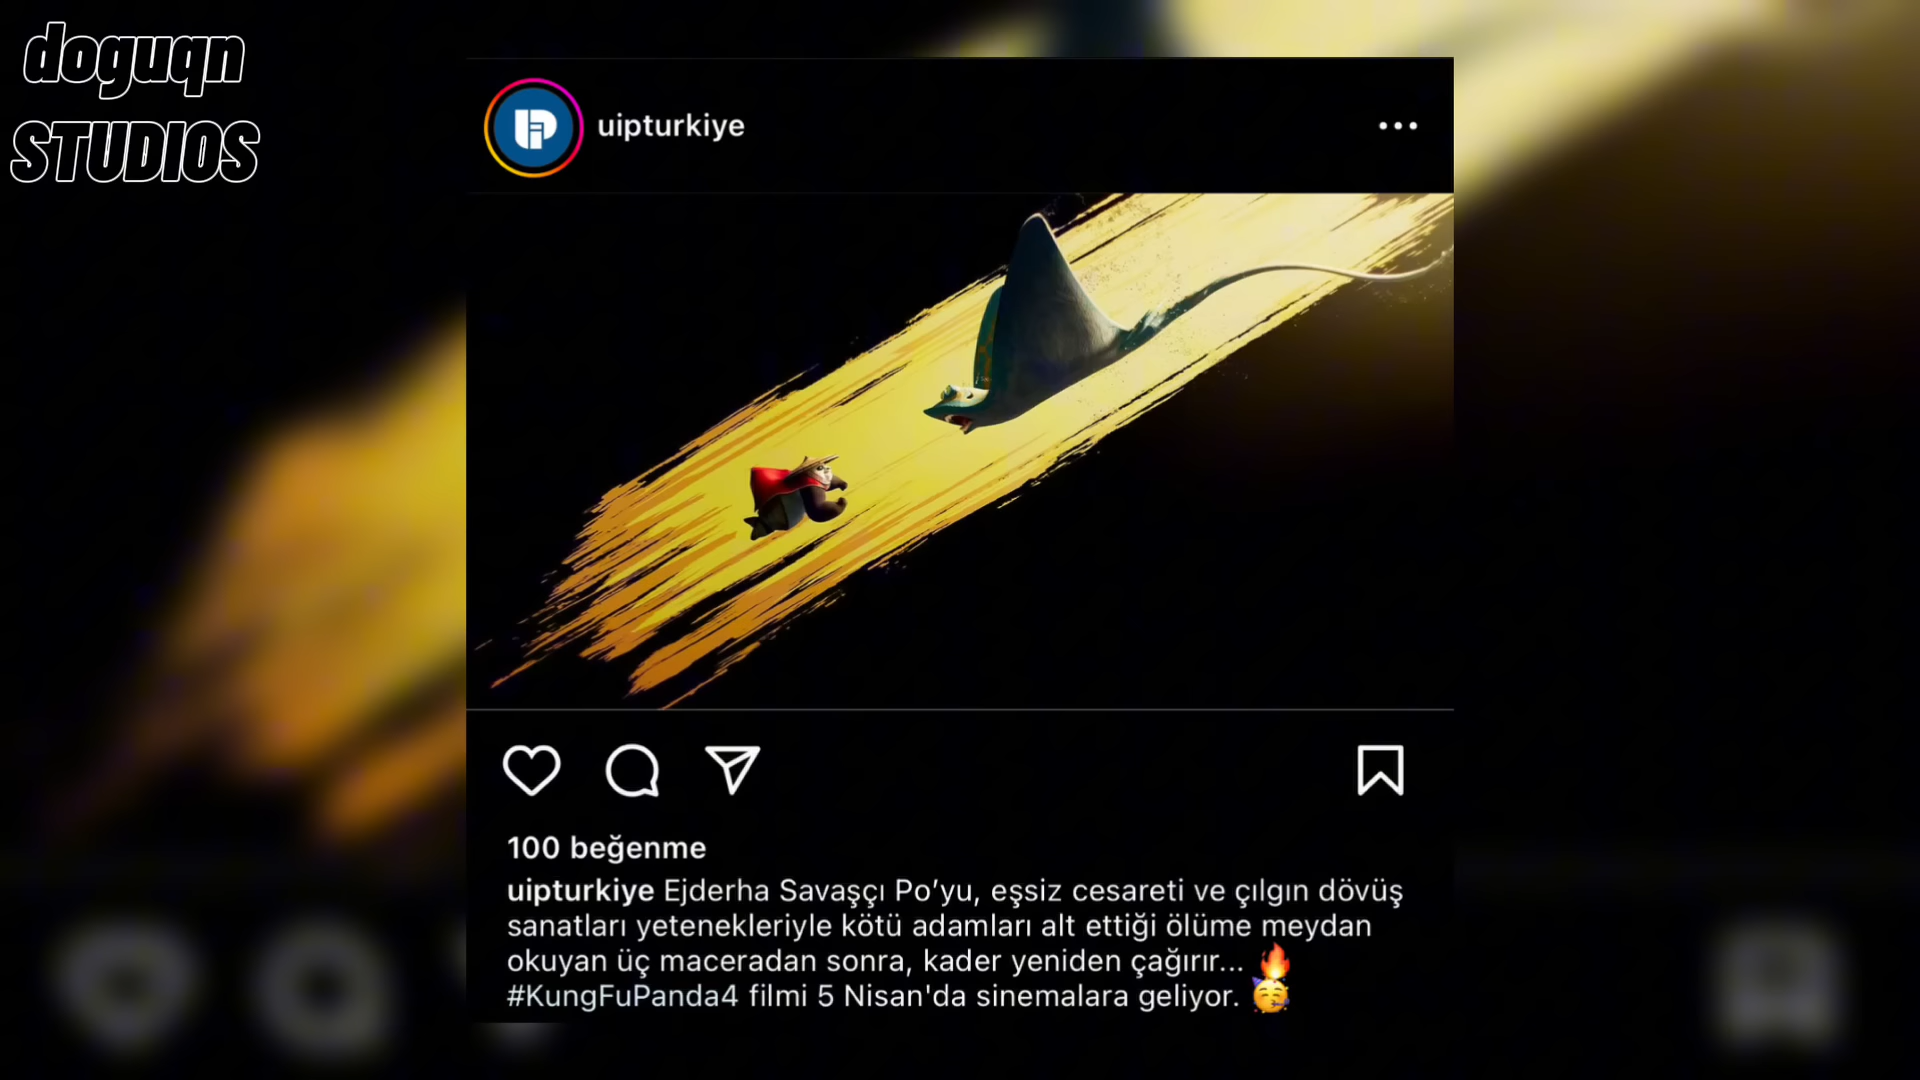 doguqn
STUDIOS
uipturkiye
100 beğenme
uipturkiye Ejderha Savaşçı Po’yu, eşsiz cesareti ve çılgın dövüş
sanatları yetenekleriyle kötü adamları alt ettiği ölüme meydan
okuyan üç maceradan sonra, kader yeniden çağırır... 🔥
#KungFuPanda4 filmi 5 Nisan'da sinemalara geliyor. 🥳